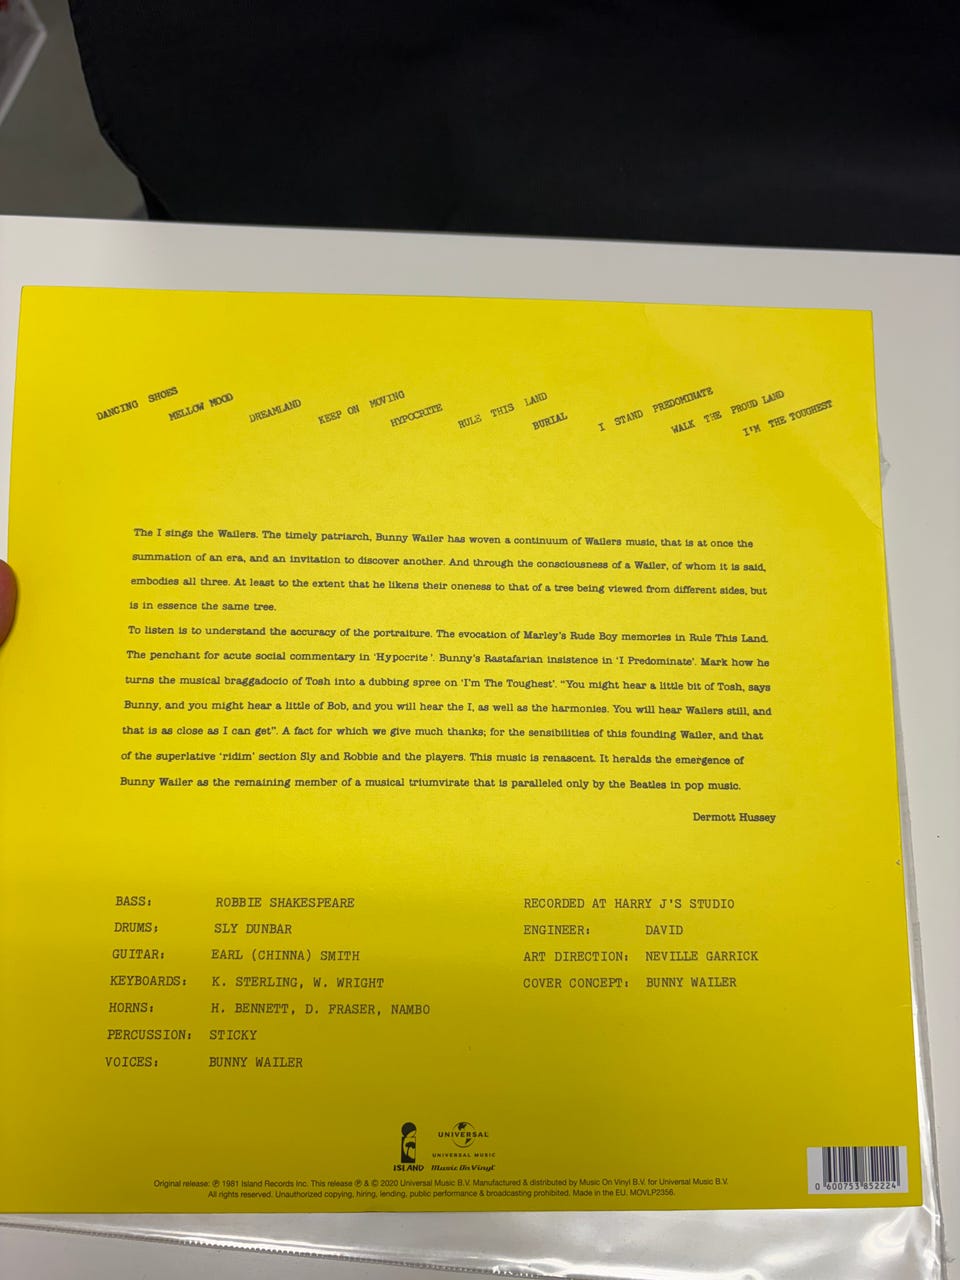 DANCING SHOES
MELLOW MOOD
DREAMLAND
KEEP ON MOVING
HYPOCRITE
RULE THIS LAND
BURIAL
I STAND PREDOMINATE
WALK THE PROUD LAND
I'M THE TOUGHEST
The I sings the Wailers. The timely patriarch, Bunny Wailer has woven a continuum of Wailers music, that is at once the
summation of an era, and an invitation to discover another. And through the consciousness of a Wailer, of whom it is said,
embodies all three. At least to the extent that he likens their oneness to that of a tree being viewed from different sides, but
is in essence the same tree.
To listen is to understand the accuracy of the portraiture. The evocation of Marley's Rude Boy memories in Rule This Land.
The penchant for acute social commentary in 'Hypocrite'. Bunny's Rastafarian insistence in 'I Predominate'. Mark how he
turns the musical braggadocio of Tosh into a dubbing spree on 'I'm The Toughest'. "You might hear a little bit of Tosh, says
Bunny, and you might hear a little of Bob, and you will hear the I, as well as the harmonies. You will hear Wailers still, and
that is as close as I can get". A fact for which we give much thanks; for the sensibilities of this founding Wailer, and that
of the superlative 'ridim' section Sly and Robbie and the players. This music is renascent. It heralds the emergence of
Bunny Wailer as the remaining member of a musical triumvirate that is paralleled only by the Beatles in pop music.
Dermott Hussey
BASS: ROBBIE SHAKESPEARE
DRUMS: SLY DUNBAR
GUITAR: EARL (CHINNA) SMITH
KEYBOARDS: K. STERLING, W. WRIGHT
HORNS: H. BENNETT, D. FRASER, NAMBO
PERCUSSION: STICKY
VOICES: BUNNY WAILER
RECORDED AT HARRY J'S STUDIO
ENGINEER: DAVID
ART DIRECTION: NEVILLE GARRICK
COVER CONCEPT: BUNNY WAILER
ISLAND
UNIVERSAL
UNIVERSAL MUSIC
Music On Vinyl
Original release: ℗ 1981 Island Records Inc. This release ℗ & © 2020 Universal Music B.V. Manufactured & distributed by Music On Vinyl B.V. for Universal Music B.V.
All rights reserved. Unauthorized copying, hiring, lending, public performance & broadcasting prohibited. Made in the EU. MOVLP2356.
0 600753 852224